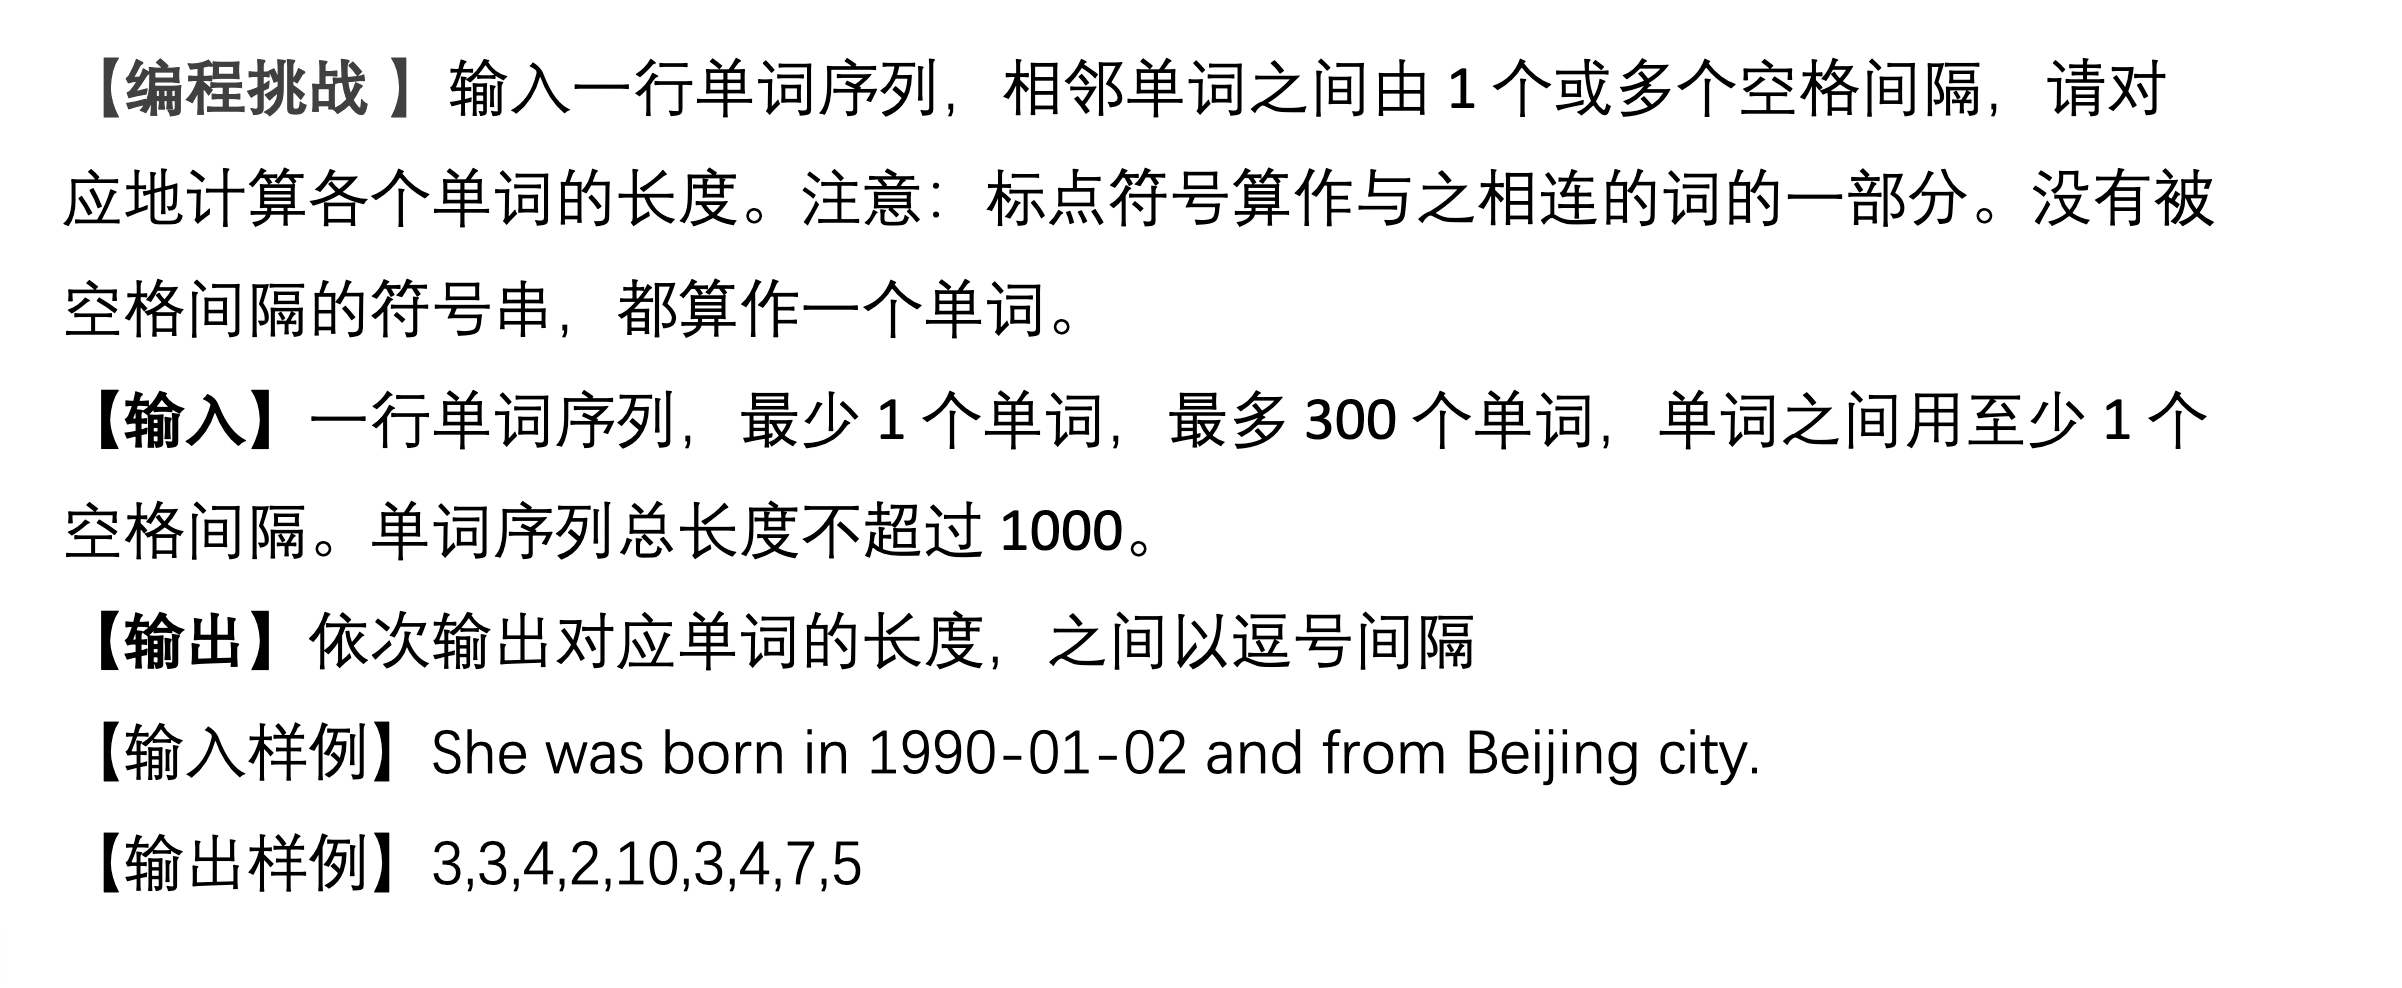 【编程挑战 】输入一行单词序列，相邻单词之间由 1 个或多个空格间隔，请对
应地计算各个单词的长度。注意：标点符号算作与之相连的词的一部分。没有被
空格间隔的符号串，都算作一个单词。
【输入】一行单词序列，最少 1 个单词，最多 300 个单词，单词之间用至少 1 个
空格间隔。单词序列总长度不超过 1000。
【输出】依次输出对应单词的长度，之间以逗号间隔
【输入样例】She was born in 1990-01-02 and from Beijing city.
【输出样例】3,3,4,2,10,3,4,7,5